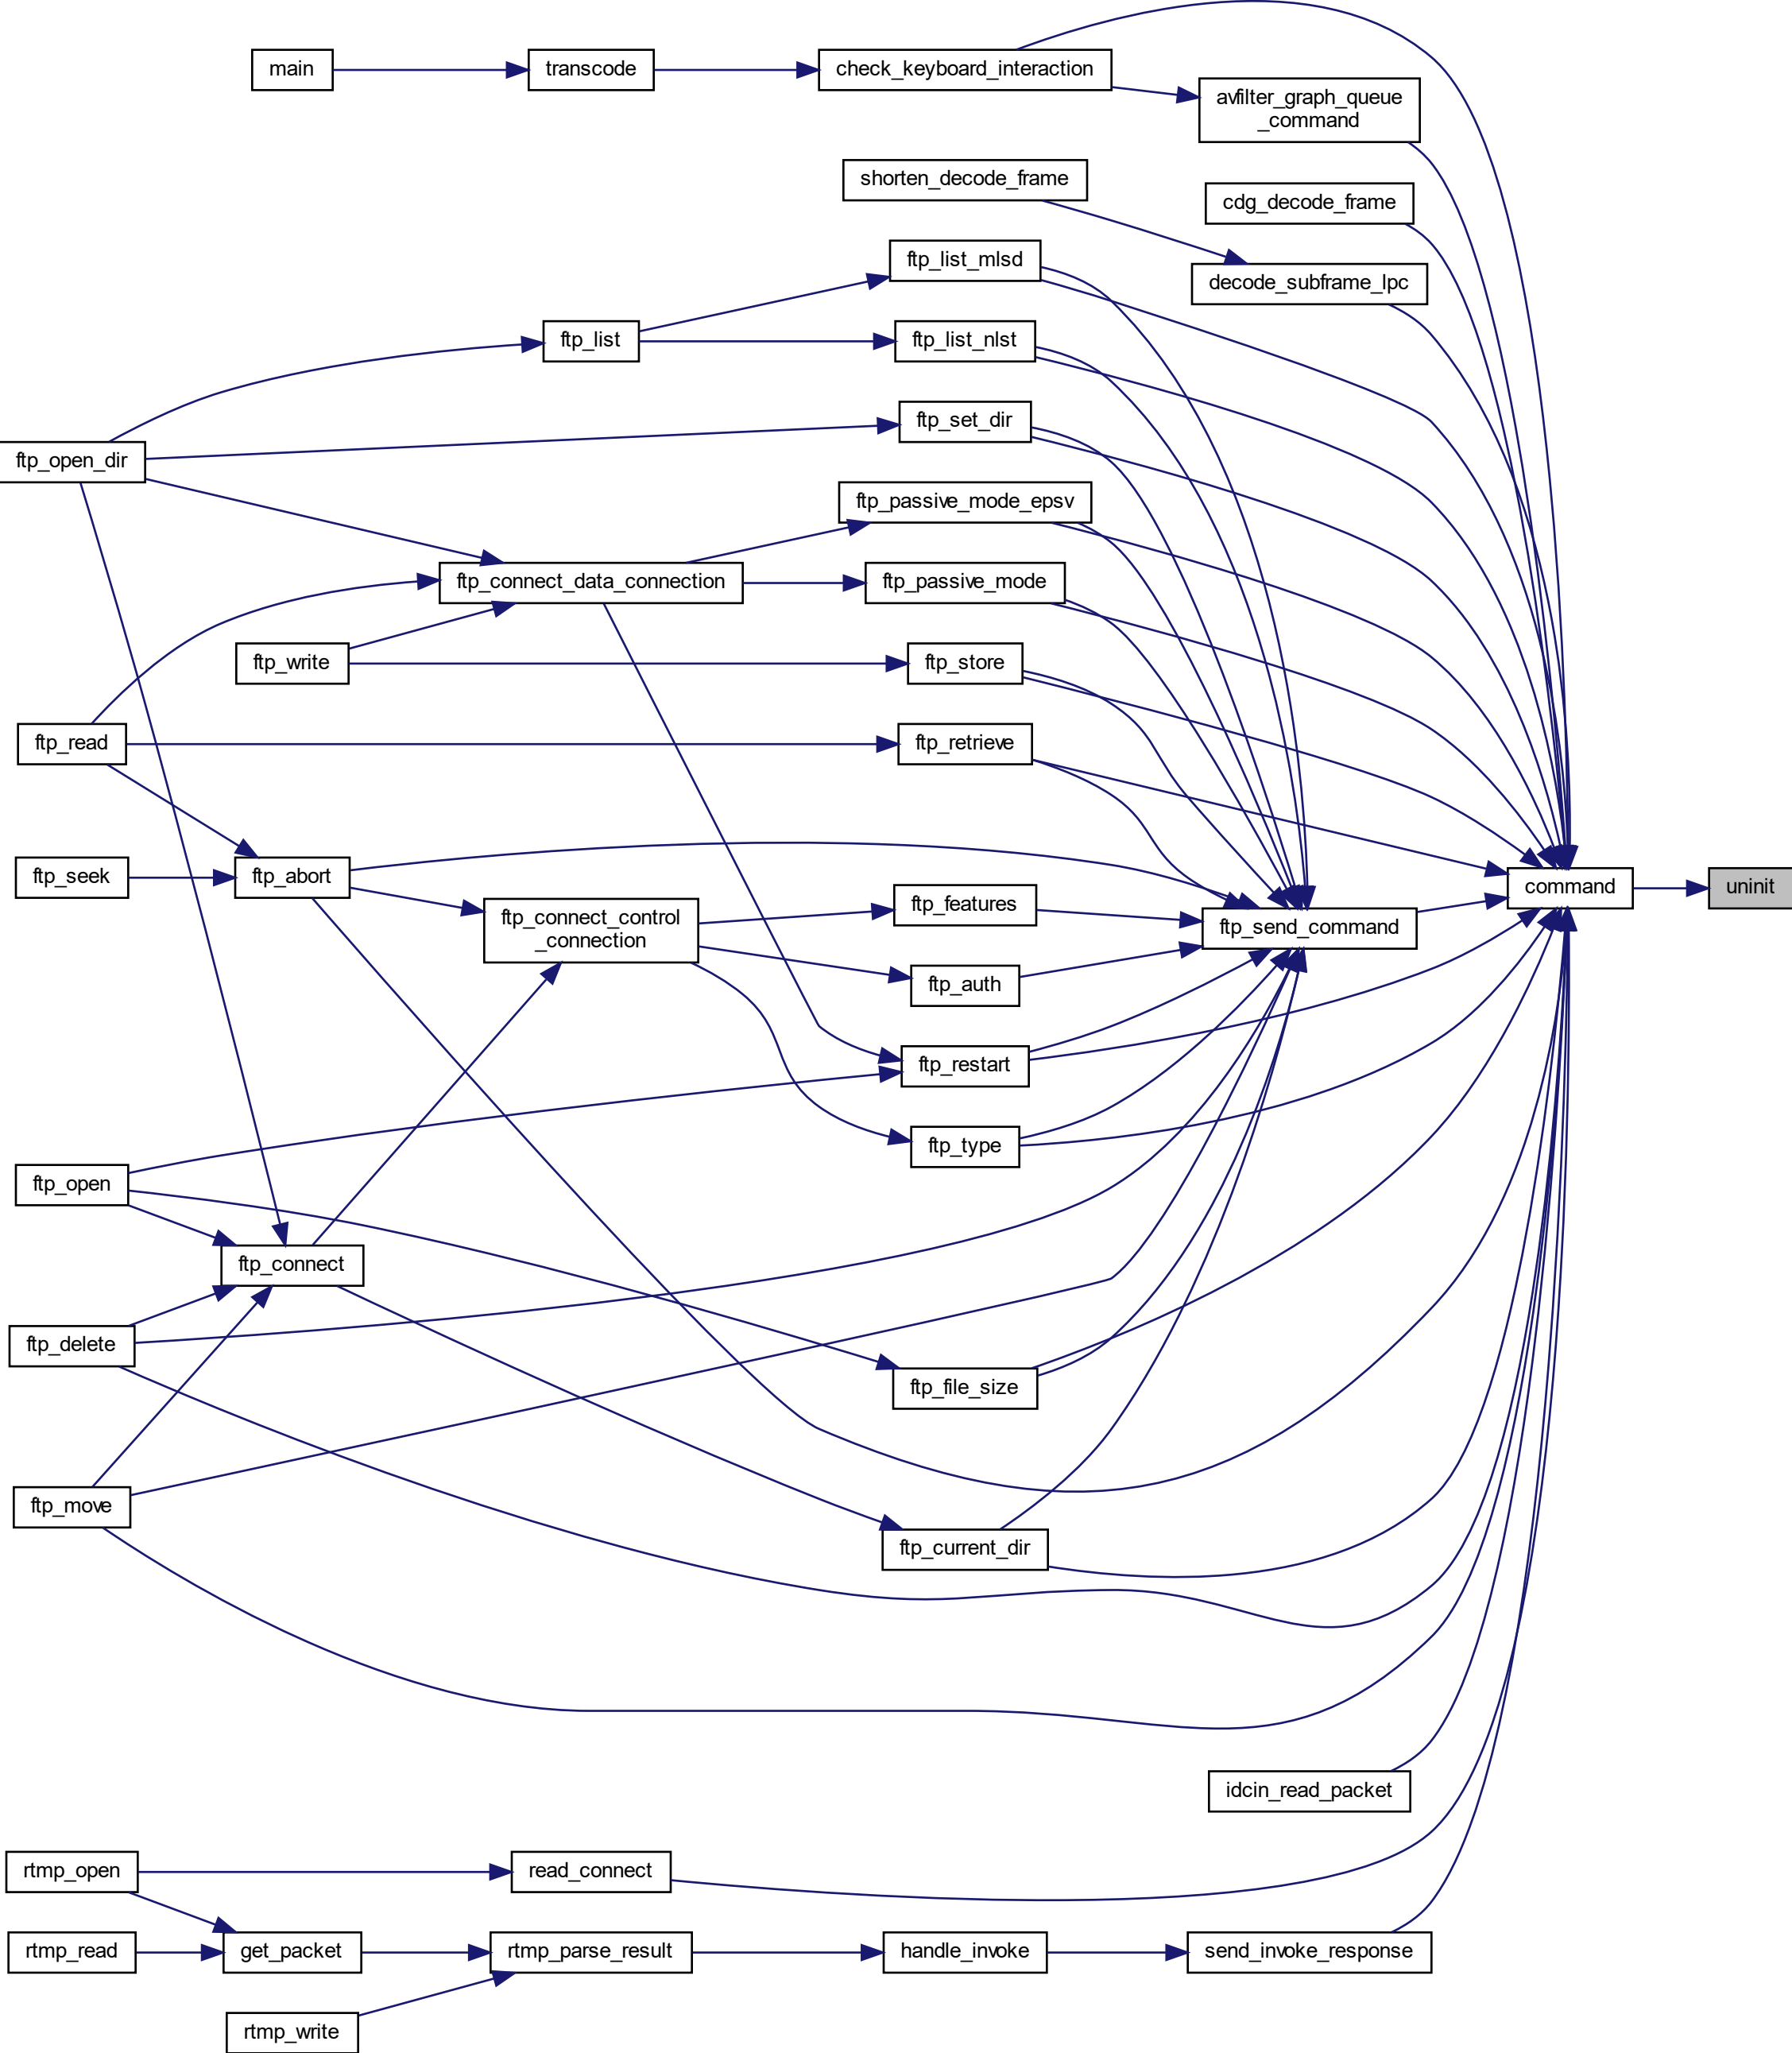 main
transcode
check_keyboard_interaction
avfilter_graph_queue
_command
shorten_decode_frame
cdg_decode_frame
ftp_list_mlsd
decode_subframe_lpc
ftp_list
ftp_list_nlst
ftp_set_dir
ftp_open_dir
ftp_passive_mode_epsv
ftp_connect_data_connection
ftp_passive_mode
ftp_write
ftp_store
ftp_read
ftp_retrieve
ftp_seek
ftp_abort
command
uninit
ftp_features
ftp_connect_control
_connection
ftp_send_command
ftp_auth
ftp_restart
ftp_type
ftp_open
ftp_connect
ftp_delete
ftp_file_size
ftp_move
ftp_current_dir
idcin_read_packet
rtmp_open
read_connect
rtmp_read
get_packet
rtmp_parse_result
handle_invoke
send_invoke_response
rtmp_write